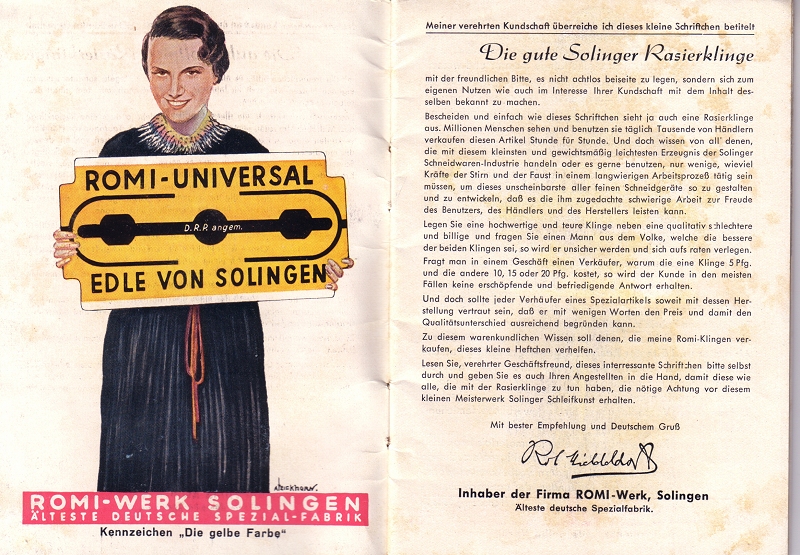 ROMI-UNIVERSAL
D.R.P. angem.
EDLE VON SOLINGEN
ROMI-WERK SOLINGEN
ÄLTESTE DEUTSCHE SPEZIAL-FABRIK
Kennzeichen „Die gelbe Farbe"
Meiner verehrten Kundschaft überreiche ich dieses kleine Schriftchen betitelt
Die gute Solinger Rasierklinge
mit der freundlichen Bitte, es nicht achtlos beiseite zu legen, sondern sich zum
eigenen Nutzen wie auch im Interesse Ihrer Kundschaft mit dem Inhalt des-
selben bekannt zu machen.
Bescheiden und einfach wie dieses Schriftchen sieht ja auch eine Rasierklinge
aus. Millionen Menschen sehen und benutzen sie täglich Tausende von Händlern
verkaufen diesen Artikel Stunde für Stunde. Und doch wissen von all' denen,
die mit diesem kleinsten und gewichtsmäßig leichtesten Erzeugnis der Solinger
Schneidwaren-Industrie handeln oder es gerne benutzen, nur wenige, wieviel
Kräfte der Stirn und der Faust in einem langwierigen Arbeitsprozeß tätig sein
müssen, um dieses unscheinbarste aller feinen Schneidgeräte so zu gestalten
und zu entwickeln, daß es die ihm zugedachte schwierige Arbeit zur Freude
des Benutzers, des Händlers und des Herstellers leisten kann.
Legen Sie eine hochwertige und teure Klinge neben eine qualitativ schlechtere
und billige und fragen Sie einen Mann aus dem Volke, welche die bessere
der beiden Klingen sei, so wird er unsicher werden und sich aufs raten verlegen.
Fragt man in einem Geschäft einen Verkäufer, warum die eine Klinge 5 Pfg.
und die andere 10, 15 oder 20 Pfg. kostet, so wird der Kunde in den meisten
Fällen keine erschöpfende und befriedigende Antwort erhalten.
Und doch sollte jeder Verhäufer eines Spezialartikels soweit mit dessen Her-
stellung vertraut sein, daß er mit wenigen Worten den Preis und damit den
Qualitätsunterschied ausreichend begründen kann.
Zu diesem warenkundlichen Wissen soll denen, die meine Romi-Klingen ver-
kaufen, dieses kleine Heftchen verhelfen.
Lesen Sie, verehrter Geschäftsfreund, dieses interressante Schriftchen bitte selbst
durch und geben Sie es auch Ihren Angestellten in die Hand, damit diese wie
alle, die mit der Rasierklinge zu tun haben, die nötige Achtung vor diesem
kleinen Meisterwerk Solinger Schleifkunst erhalten.
Mit bester Empfehlung und Deutschem Gruß
Inhaber der Firma ROMI-Werk, Solingen
Älteste deutsche Spezialfabrik.